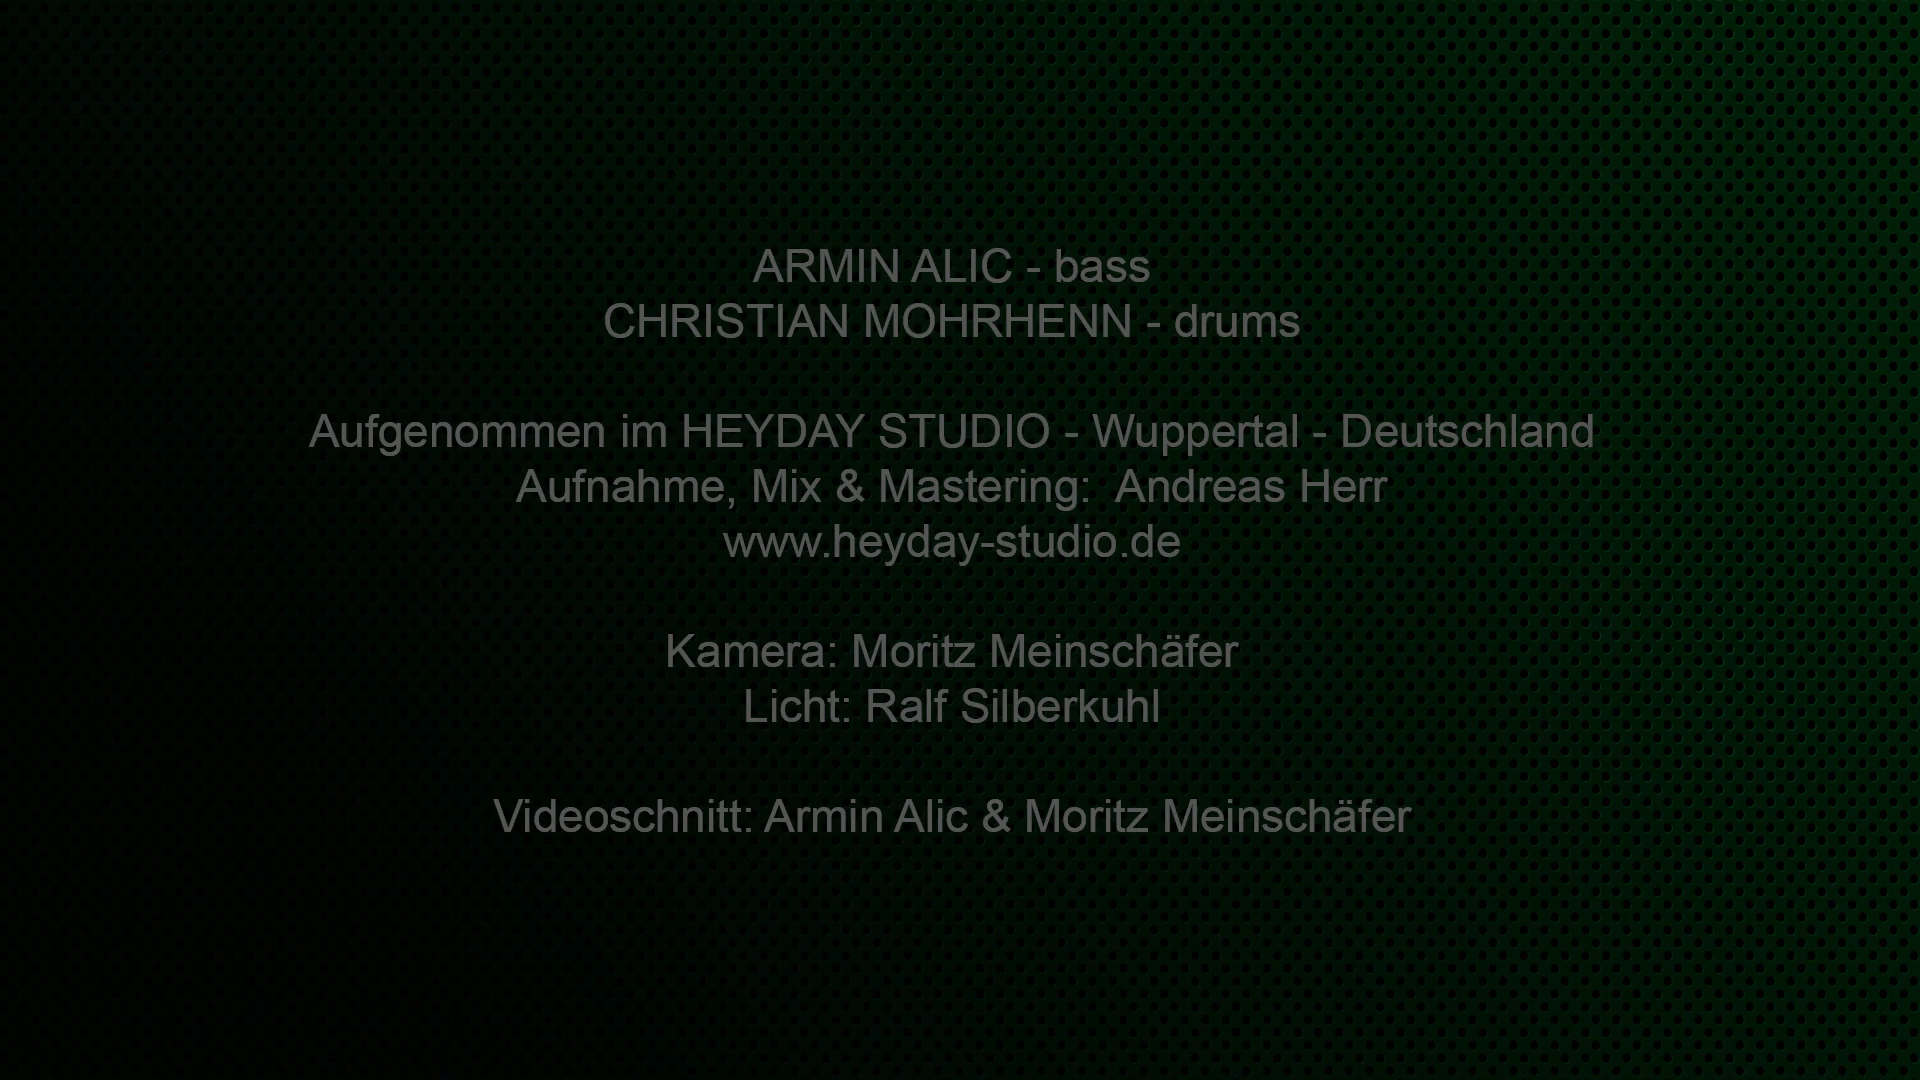 ARMIN ALIC - bass
CHRISTIAN MOHRHENN - drums
Aufgenommen im HEYDAY STUDIO - Wuppertal - Deutschland
Aufnahme, Mix & Mastering:  Andreas Herr
www.heyday-studio.de
Kamera: Moritz Meinschäfer
Licht: Ralf Silberkuhl
Videoschnitt: Armin Alic & Moritz Meinschäfer